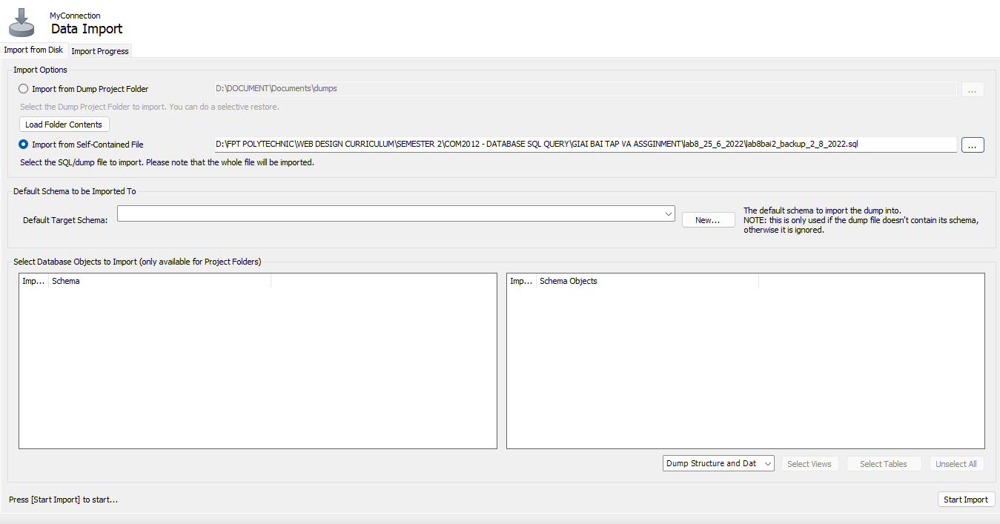 MyConnection
Data Import
Import from Disk
Import Progress
Import Options
Import from Dump Project Folder
D:\DOCUMENT\Documents\dumps
...
Select the Dump Project Folder to import. You can do a selective restore.
Load Folder Contents
Import from Self-Contained File
D:\FPT POLYTECHNIC\WEB DESIGN CURRICULUM\SEMESTER 2\COM2012 - DATABASE SQL QUERY\GIAI BAI TAP VA ASSGINMENT\lab8_25_6_2022\lab8bai2_backup_2_8_2022.sql
...
Select the SQL/dump file to import. Please note that the whole file will be imported.
Default Schema to be Imported To
Default Target Schema:
New...
The default schema to import the dump into.
NOTE: this is only used if the dump file doesn't contain its schema,
otherwise it is ignored.
Select Database Objects to Import (only available for Project Folders)
Imp... Schema
Imp... Schema Objects
Dump Structure and Dat
Select Views
Select Tables
Unselect All
Press [Start Import] to start...
Start Import